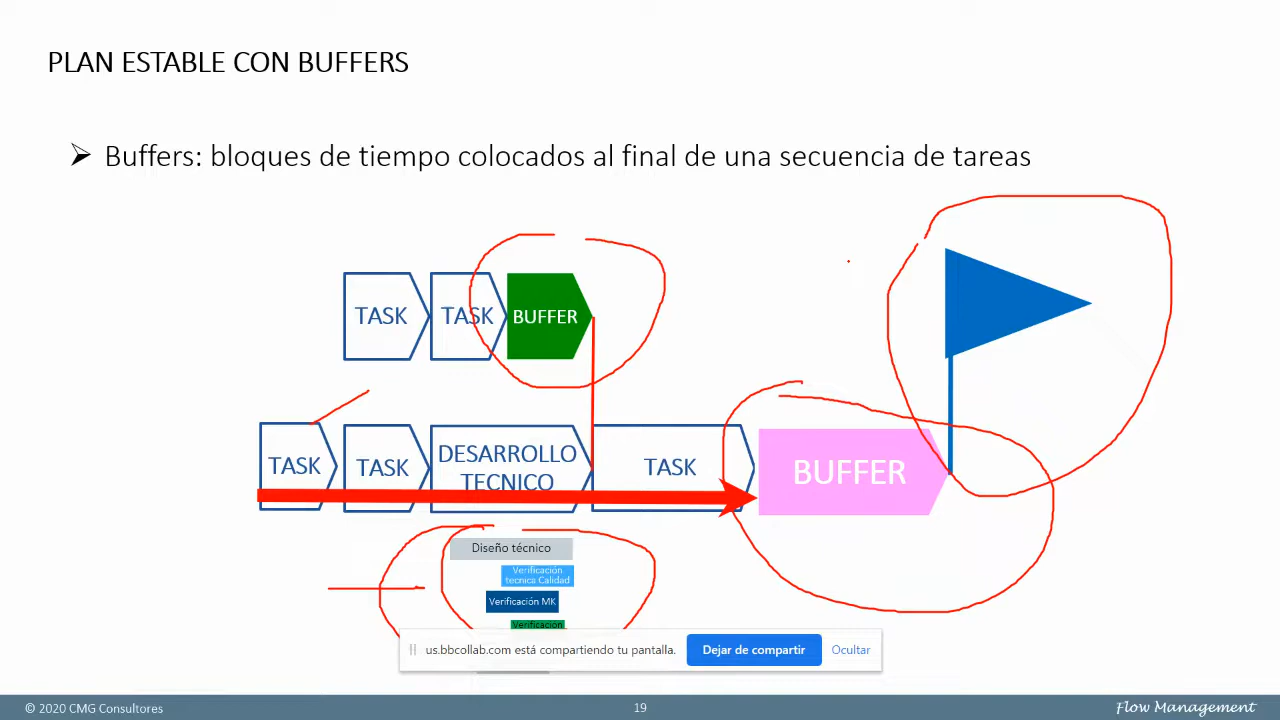 PLAN ESTABLE CON BUFFERS
Buffers: bloques de tiempo colocados al final de una secuencia de tareas
TASK
TASK
BUFFER
TASK
TASK
DESARROLLO
TECNICO
TASK
BUFFER
Diseño técnico
Verificación
tecnica Calidad
Verificación MK
Verificación
us.bbcollab.com está compartiendo tu pantalla.
Dejar de compartir
Ocultar
© 2020 CMG Consultores
19
Flow Management